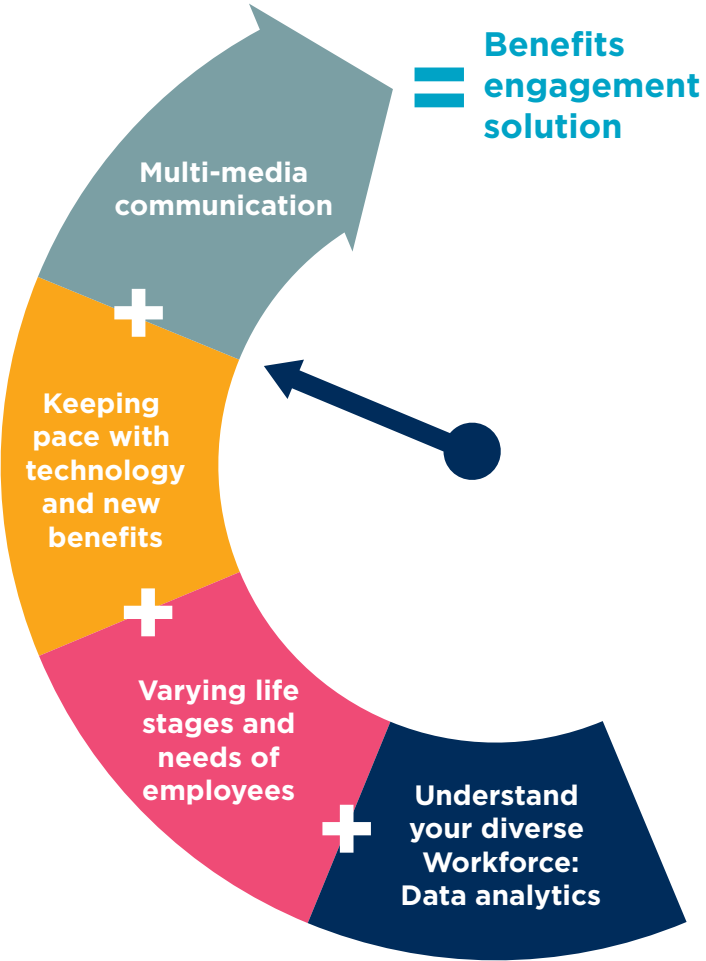 Benefits
engagement
solution
Multi-media
communication
Keeping
pace with
technology
and new
benefits
Varying life
stages and
needs of
employees
Understand
your diverse
Workforce:
Data analytics